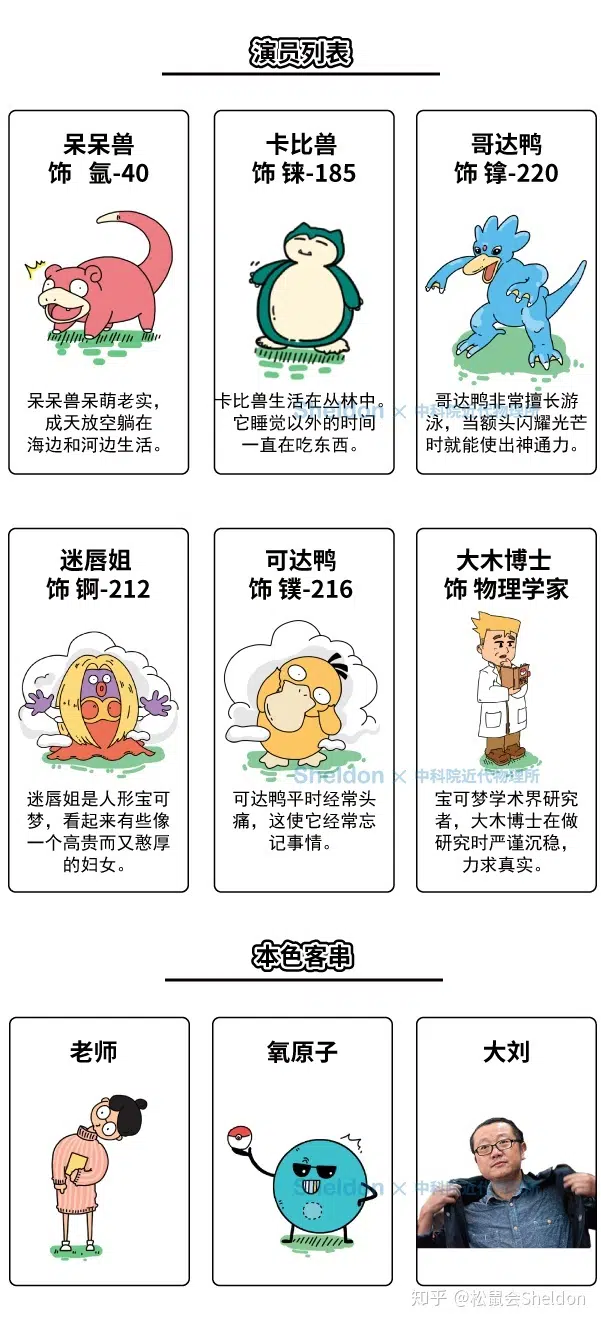 演员列表
呆呆兽
饰 氩-40
呆呆兽呆萌老实，
成天放空躺在
海边和河边生活。
卡比兽
饰 铼-185
卡比兽生活在丛林中。
它睡觉以外的时间
一直在吃东西。
哥达鸭
饰 镎-220
哥达鸭非常擅长游
泳，当额头闪耀光芒
时就能使出神通力。
Sheldon × 中科院近代物理所
迷唇姐
饰 锕-212
迷唇姐是人形宝可
梦，看起来有些像
一个高贵而又憨厚
的妇女。
可达鸭
饰 镤-216
可达鸭平时经常头
痛，这使它经常忘
记事情。
大木博士
饰 物理学家
宝可梦学术界研究
者，大木博士在做
研究时严谨沉稳，
力求真实。
Sheldon × 中科院近代物理所
本色客串
老师
氧原子
大刘
Sheldon × 中科院近代物理所
知乎 @松鼠会Sheldon